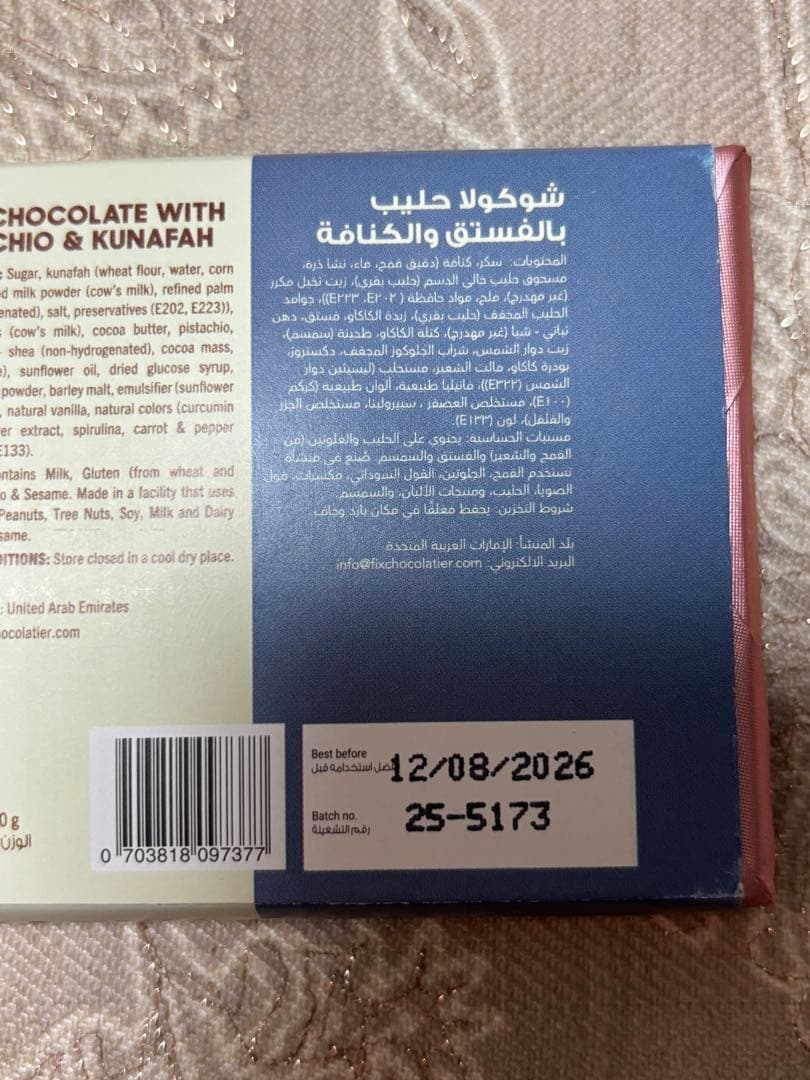 CHOCOLATE WITH
CHIO & KUNAFAH
: Sugar, kunafah (wheat flour, water, corn
ed milk powder (cow's milk), refined palm
enated), salt, preservatives (E202, E223)),
(cow's milk), cocoa butter, pistachio,
- shea (non-hydrogenated), cocoa mass,
e), sunflower oil, dried glucose syrup,
powder, barley malt, emulsifier (sunflower
, natural vanilla, natural colors (curcumin
er extract, spirulina, carrot & pepper
E133).
ontains Milk, Gluten (from wheat and
o & Sesame. Made in a facility that uses
Peanuts, Tree Nuts, Soy, Milk and Dairy
same.
DITIONS: Store closed in a cool dry place.
: United Arab Emirates
ocolatier.com
0 g
الوزن
0 703818 097377
شوكولا حليب
بالفستق والكنافة
المحتويات: سكر، كنافة (دقيق قمح، ماء، نشا ذرة،
مسحوق حليب خالي الدسم (حليب بقري)، زيت نخيل مكرر
(غير مهدرج)، ملح، مواد حافظة (E٢٠٢، E٢٢٣))، جوامد
الحليب المجفف (حليب بقري)، زبدة الكاكاو، فستق، دهن
نباتي - شيا (غير مهدرج)، كتلة الكاكاو، طحينة (سمسم)،
زيت دوار الشمس، شراب الجلوكوز المجفف، دكستروز،
بودرة كاكاو، مالت الشعير، مستحلب (ليسيثين دوار
الشمس (E٣٢٢))، فانيليا طبيعية، ألوان طبيعية (كركم
(E١٠٠)، مستخلص العصفر ، سبيرولينا، مستخلص الجزر
والفلفل)، لون (E١٣٣).
مسببات الحساسية: يحتوي على الحليب والغلوتين (من
القمح والشعير) والفستق والسمسم. صُنع في منشأة
تستخدم القمح، الجلوتين، الفول السوداني، مكسرات، فول
الصويا، الحليب، ومنتجات الألبان، والسمسم.
شروط التخزين: يحفظ مغلقًا في مكان بارد وجاف
بلد المنشأ: الإمارات العربية المتحدة
البريد الالكتروني: info@fixchocolatier.com
Best before
ضل استخدامه قبل
12/08/2026
Batch no.
رقم التشغيلة
25-5173